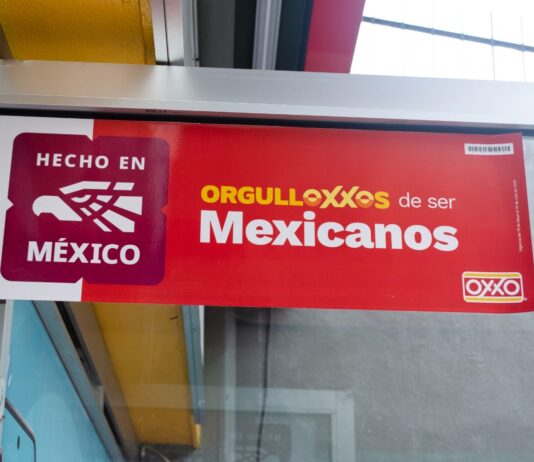 HECHO EN
MÉXICO
ORGULLOXXOS de ser
Mexicanos
OXXO